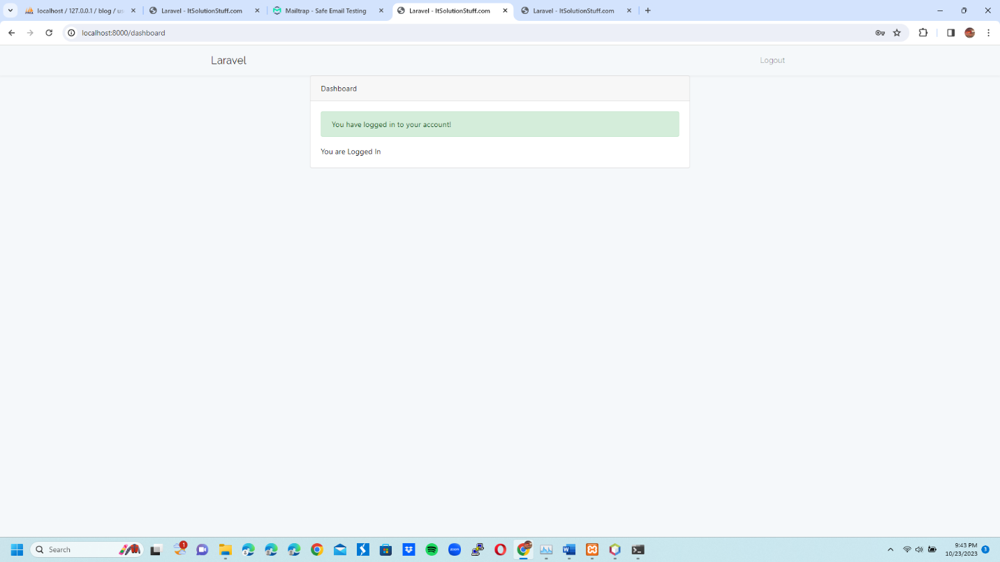 localhost / 127.0.0.1 / blog / us
Laravel - ItSolutionStuff.com
Mailtrap - Safe Email Testing
Laravel - ItSolutionStuff.com
Laravel - ItSolutionStuff.com
localhost:8000/dashboard
Laravel
Logout
Dashboard
You have logged in to your account!
You are Logged In
Search
1
zoom
9:43 PM
10/23/2023
3